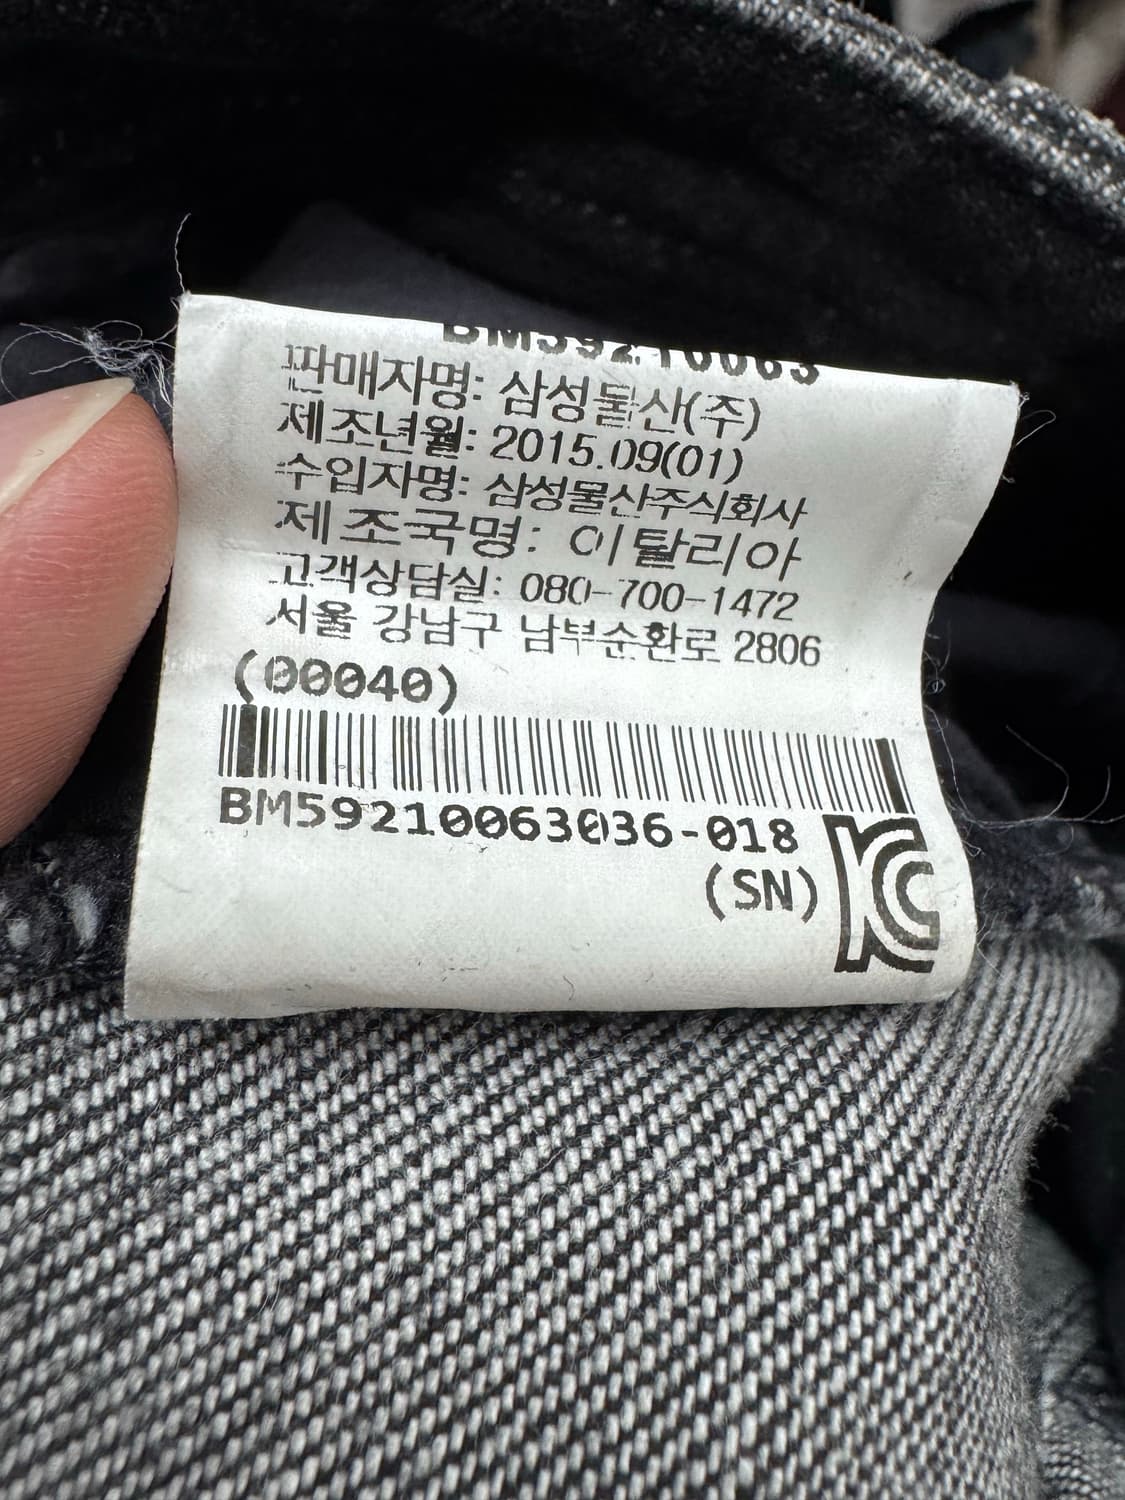 BM59210063
판매자명: 삼성물산(주)
제조년월: 2015.09(01)
수입자명: 삼성물산주식회사
제조국명: 이탈리아
고객상담실: 080-700-1472
서울 강남구 남부순환로 2806
(00040)
BM59210063036-018
(SN)
KC